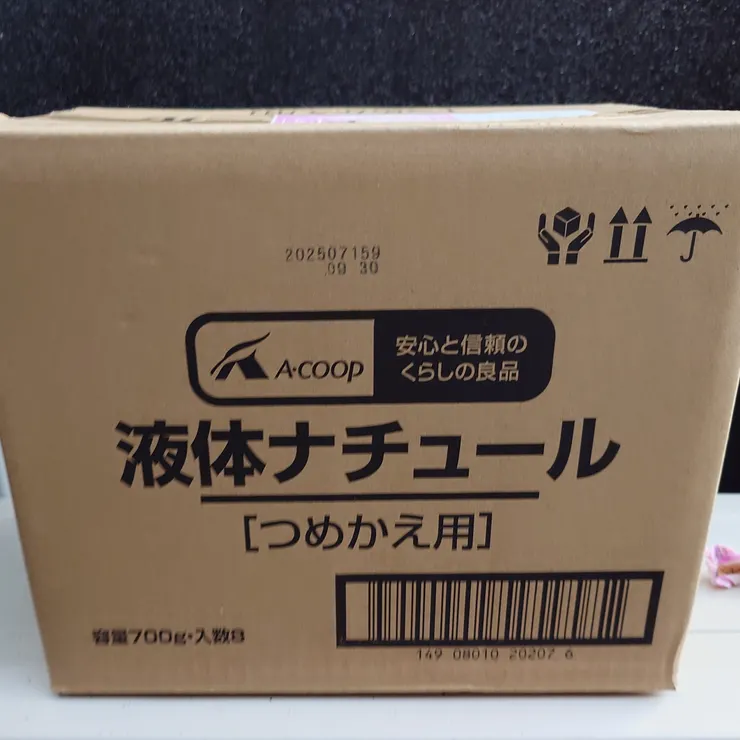 202507159
09 30
A·COOP
安心と信頼の
くらしの良品
液体ナチュール
[つめかえ用]
容量700g・入数8
149 08010 20207 6